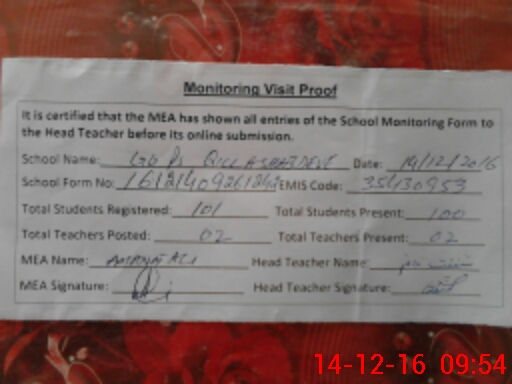 Monitoring Visit Proof
It is certified that the MEA has shown all entries of the School Monitoring Form to
the Head Teacher before its online submission.
School Name: Date: 14/12/2016
School Form No: EMIS Code: 35430953
Total Students Registered: 101 Total Students Present: 100
Total Teachers Posted: 02 Total Teachers Present: 02
MEA Name: Head Teacher Name:
MEA Signature: Head Teacher Signature:
14-12-16 09:54